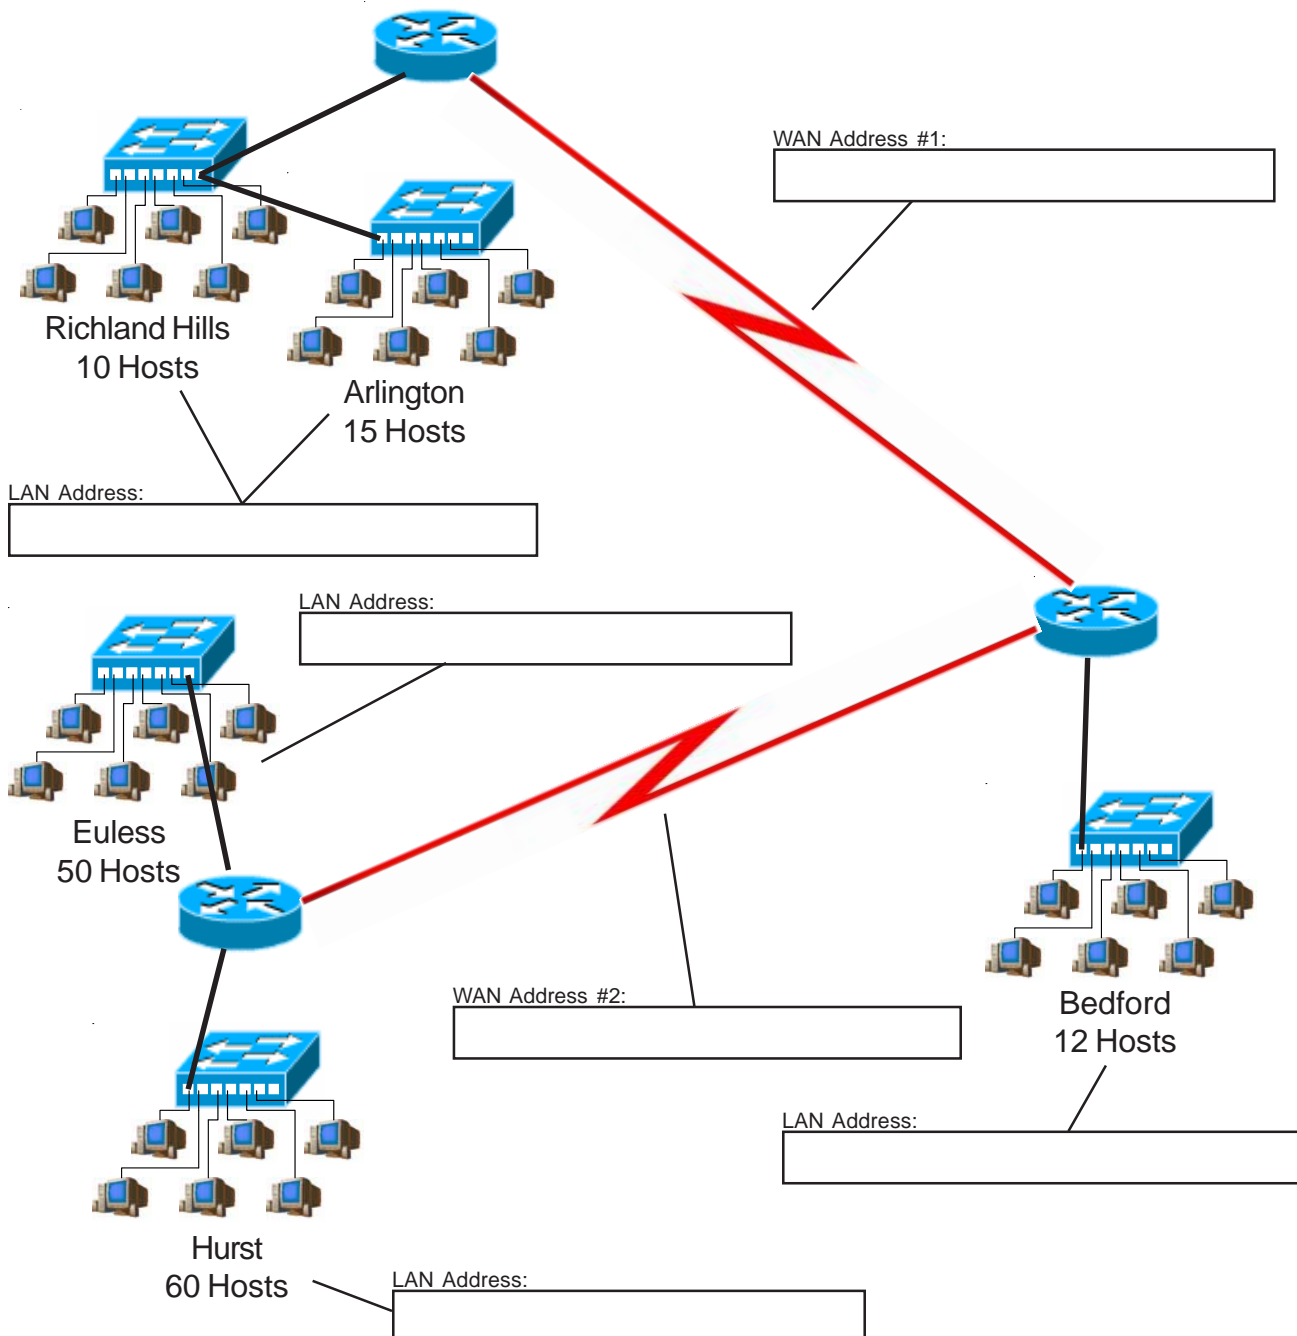 WAN Address #1:
Richland Hills
10 Hosts
Arlington
15 Hosts
LAN Address:
LAN Address:
Euless
50 Hosts
WAN Address #2:
Bedford
12 Hosts
LAN Address:
Hurst
60 Hosts
LAN Address: